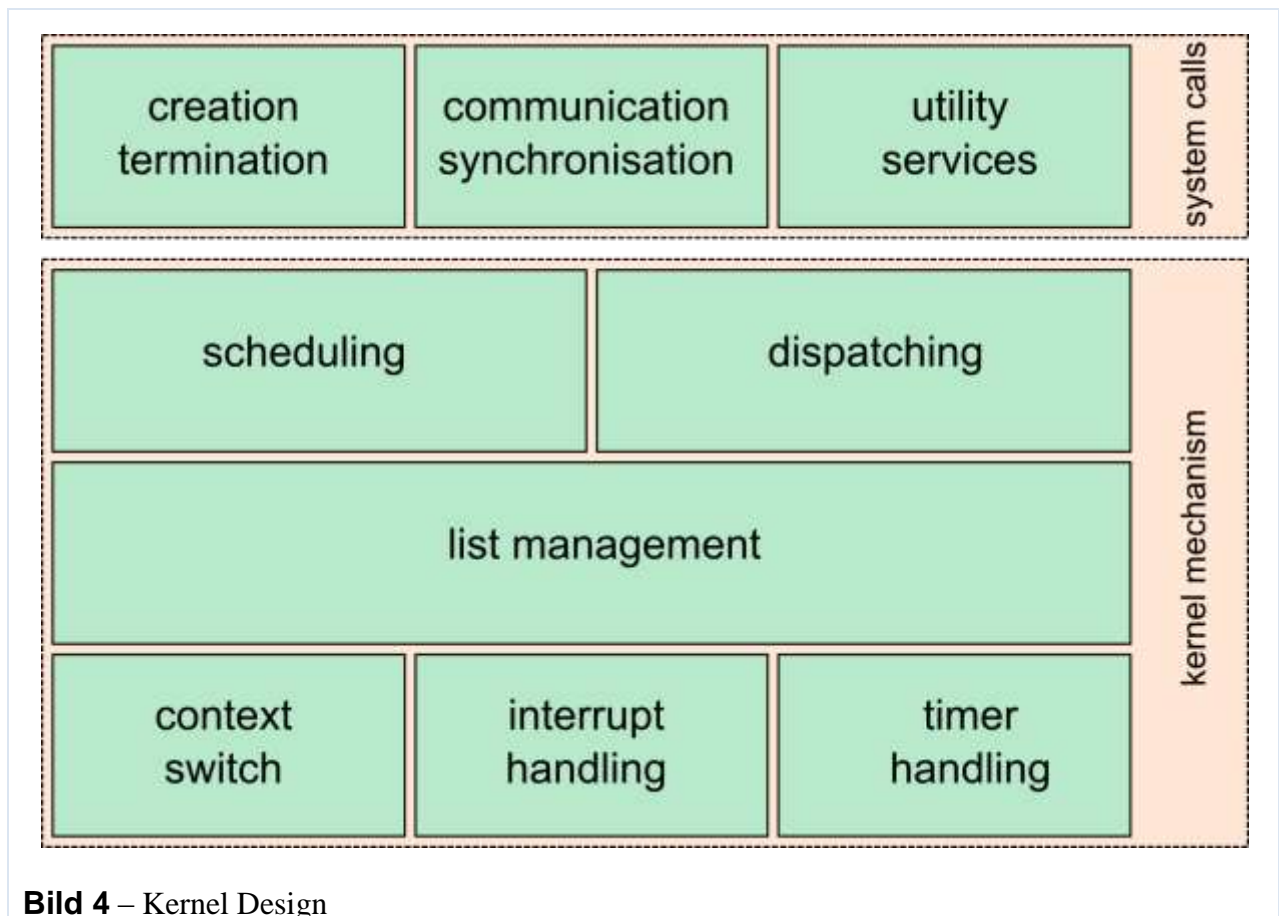 creation
termination
communication
synchronisation
utility
services
system calls
scheduling
dispatching
list management
kernel mechanism
context
switch
interrupt
handling
timer
handling
Bild 4 – Kernel Design